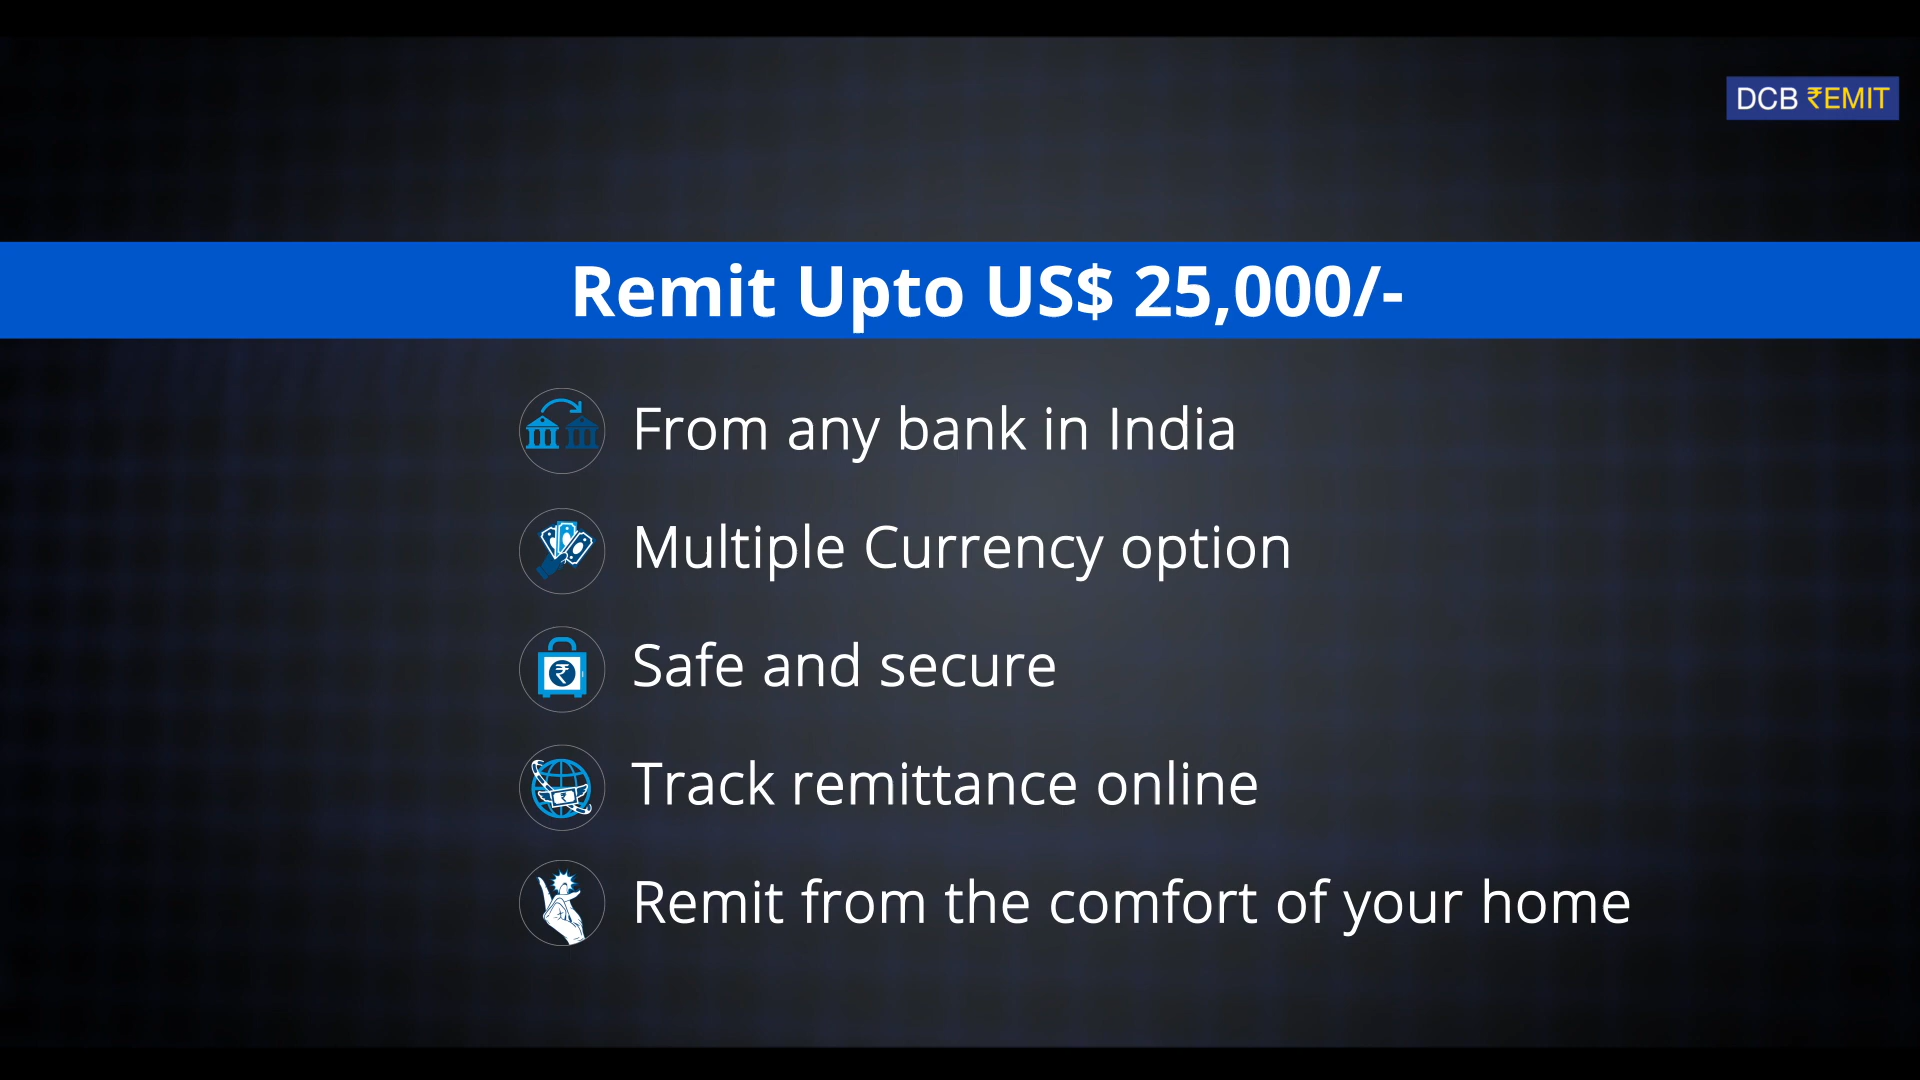 DCB ₹EMIT
Remit Upto US$ 25,000/-
From any bank in India
Multiple Currency option
Safe and secure
Track remittance online
Remit from the comfort of your home